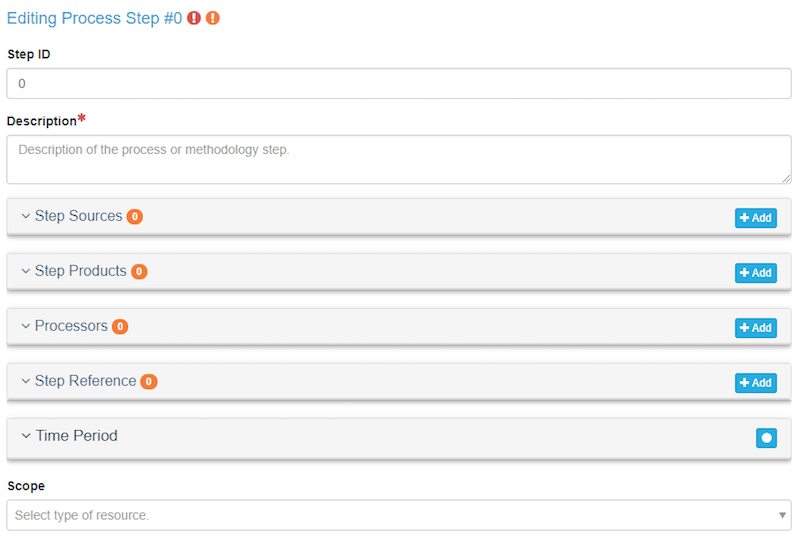 Editing Process Step #0 ! !
Step ID
0
Description*
Description of the process or methodology step.
Step Sources 0 + Add
Step Products 0 + Add
Processors 0 + Add
Step Reference 0 + Add
Time Period
Scope
Select type of resource.